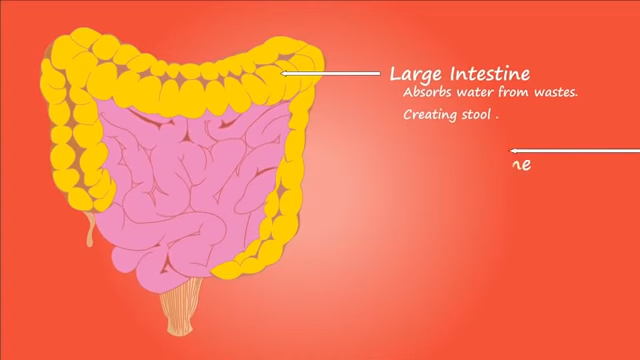 Large Intestine
Absorbs water from wastes.
Creating stool .